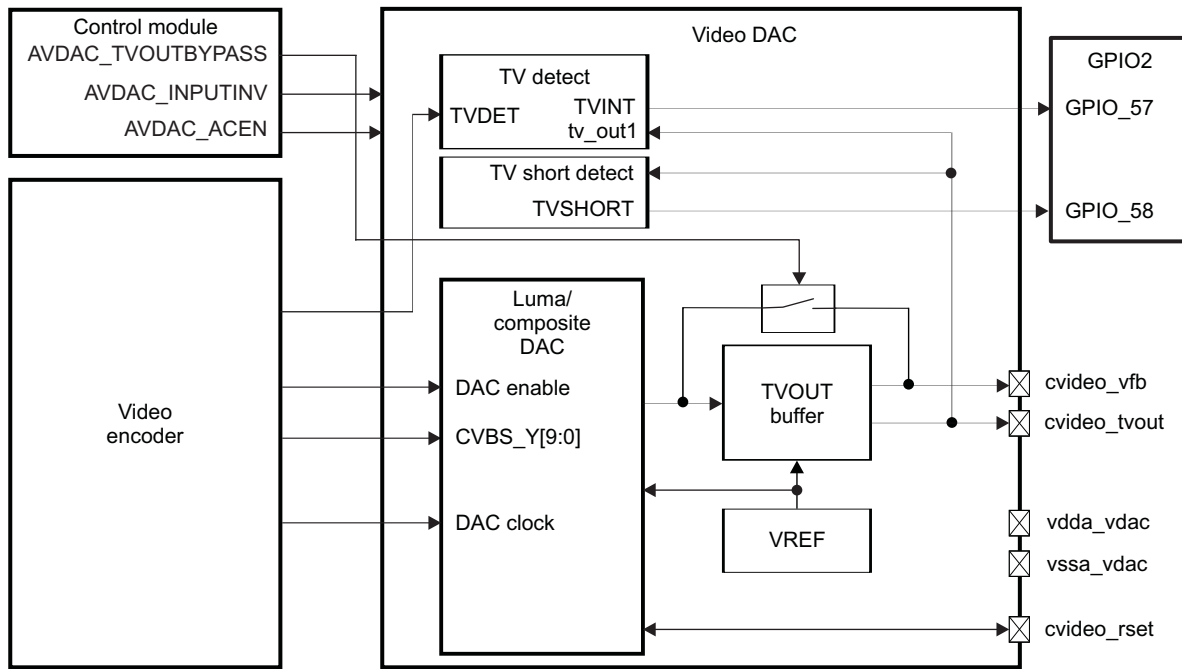 Control module
AVDAC_TVOUTBYPASS
AVDAC_INPUTINV
AVDAC_ACEN
Video DAC
TV detect
TVDET
TVINT
tv_out1
TV short detect
TVSHORT
GPIO2
GPIO_57
GPIO_58
Video
encoder
Luma/
composite
DAC
DAC enable
CVBS_Y[9:0]
DAC clock
TVOUT
buffer
VREF
cvideo_vfb
cvideo_tvout
vdda_vdac
vssa_vdac
cvideo_rset